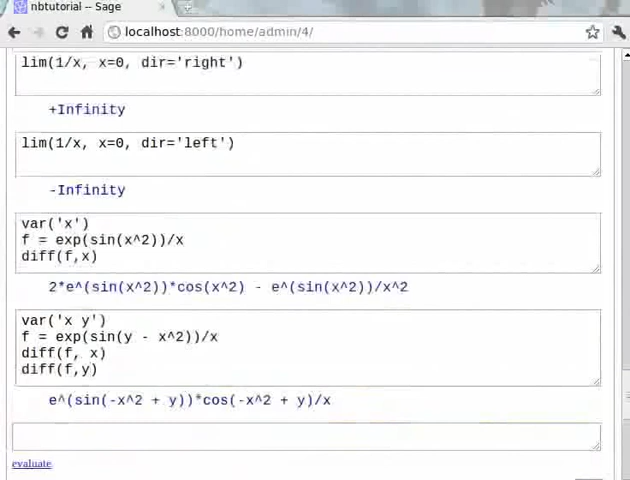 nbtutorial -- Sage
localhost:8000/home/admin/4/
lim(1/x, x=0, dir='right')
+Infinity
lim(1/x, x=0, dir='left')
-Infinity
var('x')
f = exp(sin(x^2))/x
diff(f,x)
2*e^(sin(x^2))*cos(x^2) - e^(sin(x^2))/x^2
var('x y')
f = exp(sin(y - x^2))/x
diff(f, x)
diff(f,y)
e^(sin(-x^2 + y))*cos(-x^2 + y)/x
evaluate